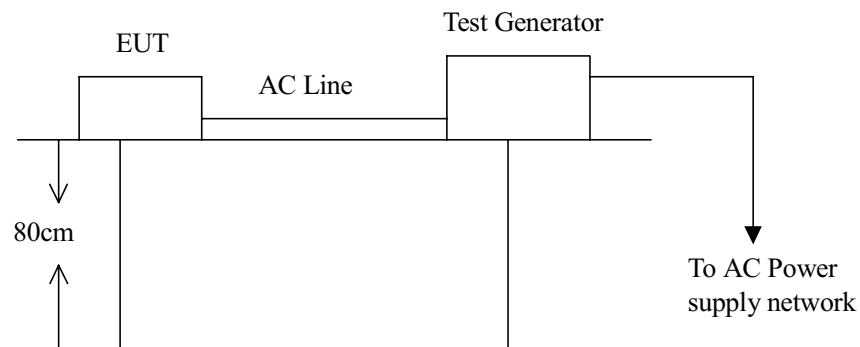 Test Generator
EUT
AC Line
80cm
To AC Power
supply network